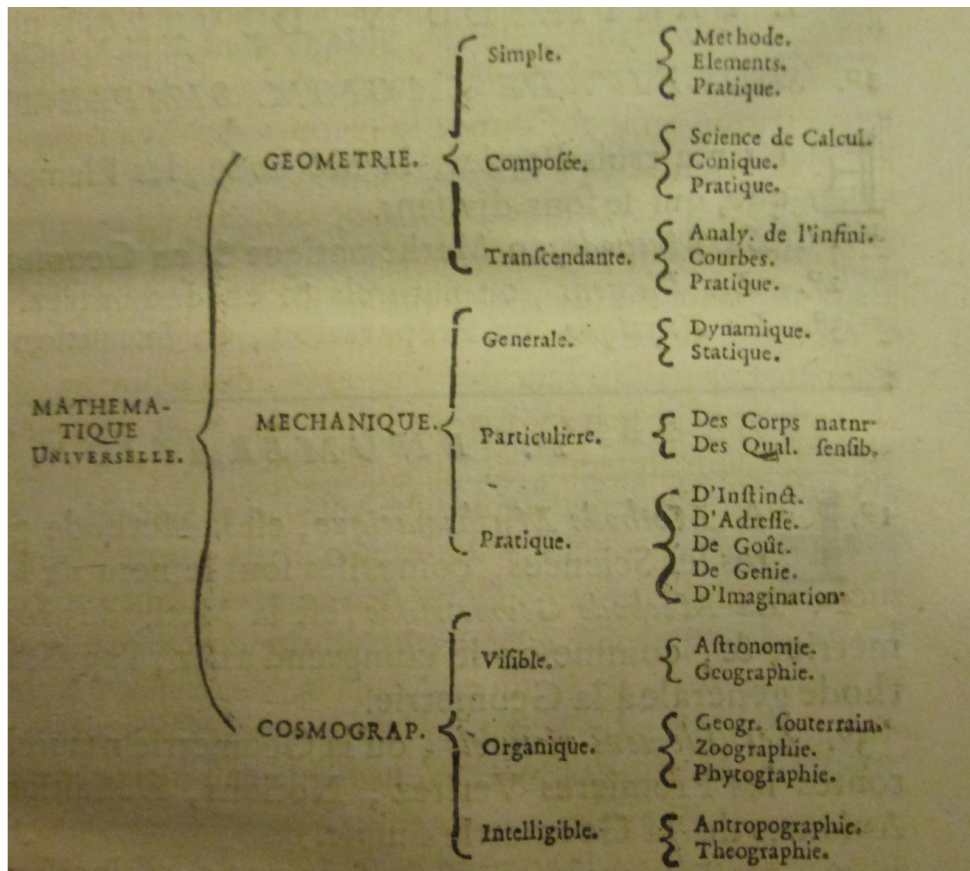 MATHEMA-
TIQUE
UNIVERSELLE.
GEOMETRIE.
Simple.
Methode.
Elements.
Pratique.
Compoſée.
Science de Calcul.
Conique.
Pratique.
Tranſcendante.
Analy. de l'infini.
Courbes.
Pratique.
MECHANIQUE.
Generale.
Dynamique.
Statique.
Particuliere.
Des Corps natnr-
Des Qual. ſenſib.
Pratique.
D'Inſtinct.
D'Adreſſe.
De Goût.
De Genie.
D'Imagination
COSMOGRAP.
Viſible.
Aſtronomie.
Geographie.
Organique.
Geogr. ſouterrain.
Zoographie.
Phytographie.
Intelligible.
Antropographie.
Theographie.